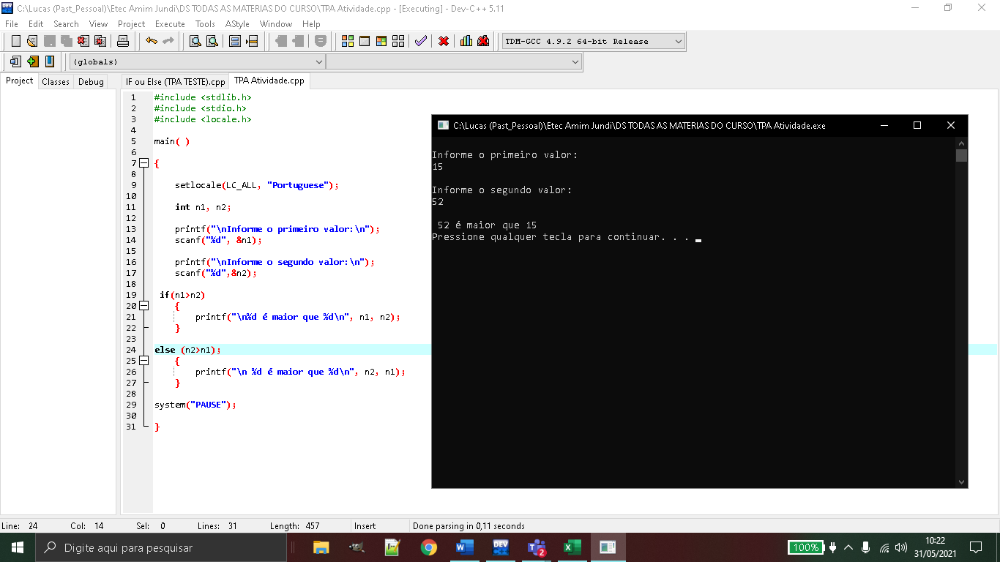 C:\Lucas (Past_Pessoal)\Etec Amim Jundi\DS TODAS AS MATERIAS DO CURSO\TPA Atividade.cpp - [Executing] - Dev-C++ 5.11
File Edit Search View Project Execute Tools AStyle Window Help
TDM-GCC 4.9.2 64-bit Release
(globals)
Project Classes Debug
IF ou Else (TPA TESTE).cpp TPA Atividade.cpp
1 #include <stdlib.h>
2 #include <stdio.h>
3 #include <locale.h>
4
5 main( )
6
7 {
8
9 setlocale(LC_ALL, "Portuguese");
10
11 int n1, n2;
12
13 printf("\nInforme o primeiro valor:\n");
14 scanf("%d", &n1);
15
16 printf("\nInforme o segundo valor:\n");
17 scanf("%d",&n2);
18
19 if(n1>n2)
20 {
21 printf("\n%d é maior que %d\n", n1, n2);
22 }
23
24 else (n2>n1);
25 {
26 printf("\n %d é maior que %d\n", n2, n1);
27 }
28
29 system("PAUSE");
30
31 }
C:\Lucas (Past_Pessoal)\Etec Amim Jundi\DS TODAS AS MATERIAS DO CURSO\TPA Atividade.exe
Informe o primeiro valor:
15
Informe o segundo valor:
52
52 é maior que 15
Pressione qualquer tecla para continuar. . .
Line: 24 Col: 14 Sel: 0 Lines: 31 Length: 457 Insert Done parsing in 0,11 seconds
Digite aqui para pesquisar
DEV
2
100%
10:22
31/05/2021